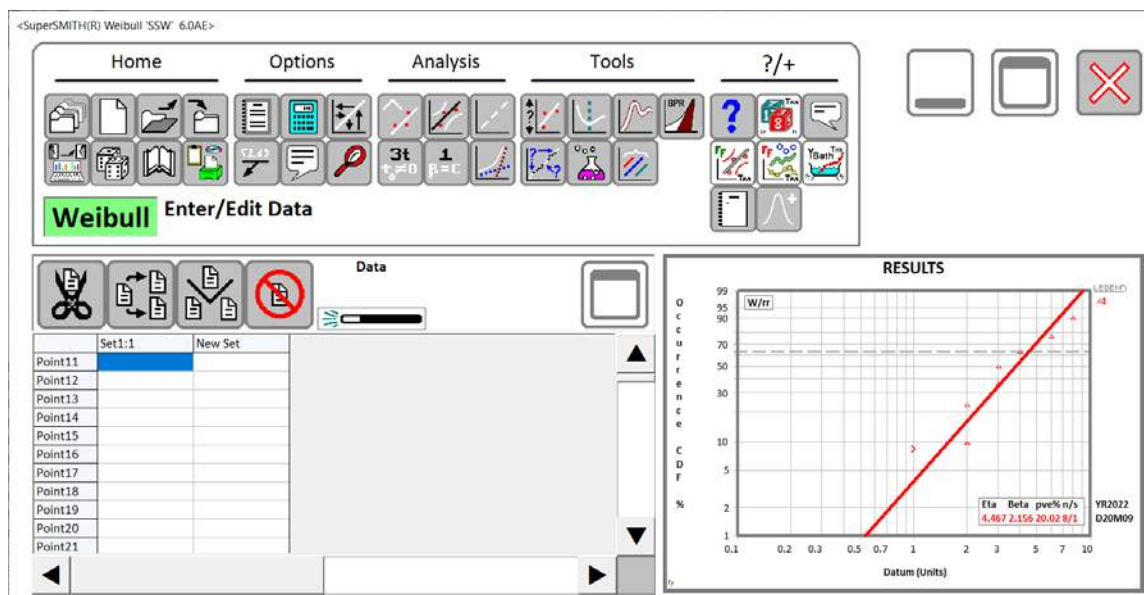 <SuperSMITH(R) Weibull 'SSW' 6.0AE>
Home Options Analysis Tools ?/+
BPR
3t 1
t₀≠0 β=C
Weibull Enter/Edit Data
Data
Set1:1 New Set
Point11
Point12
Point13
Point14
Point15
Point16
Point17
Point18
Point19
Point20
Point21
RESULTS
Occurrence CDF %
W/rr
LEGEND
99
95
90
70
50
30
10
5
2
1
0.1 0.2 0.3 0.5 0.7 1 2 3 5 7 10
Datum (Units)
Eta Beta pve% n/s
4.467 2.156 20.02 8/1
YR2022
D20M09